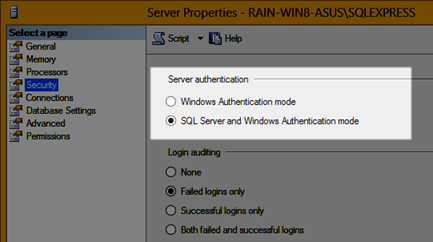 Server Properties - RAIN-WIN8-ASUS\SQLEXPRESS
Select a page
General
Memory
Processors
Security
Connections
Database Settings
Advanced
Permissions
Script
Help
Server authentication
Windows Authentication mode
SQL Server and Windows Authentication mode
Login auditing
None
Failed logins only
Successful logins only
Both failed and successful logins